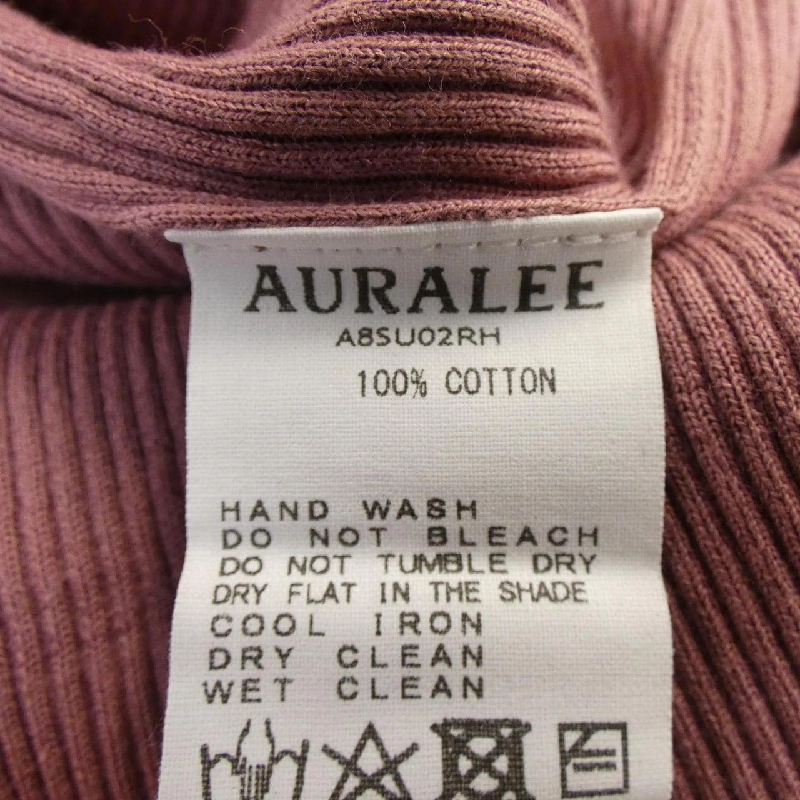 AURALEE
A8SU02RH
100% COTTON
HAND WASH
DO NOT BLEACH
DO NOT TUMBLE DRY
DRY FLAT IN THE SHADE
COOL IRON
DRY CLEAN
WET CLEAN